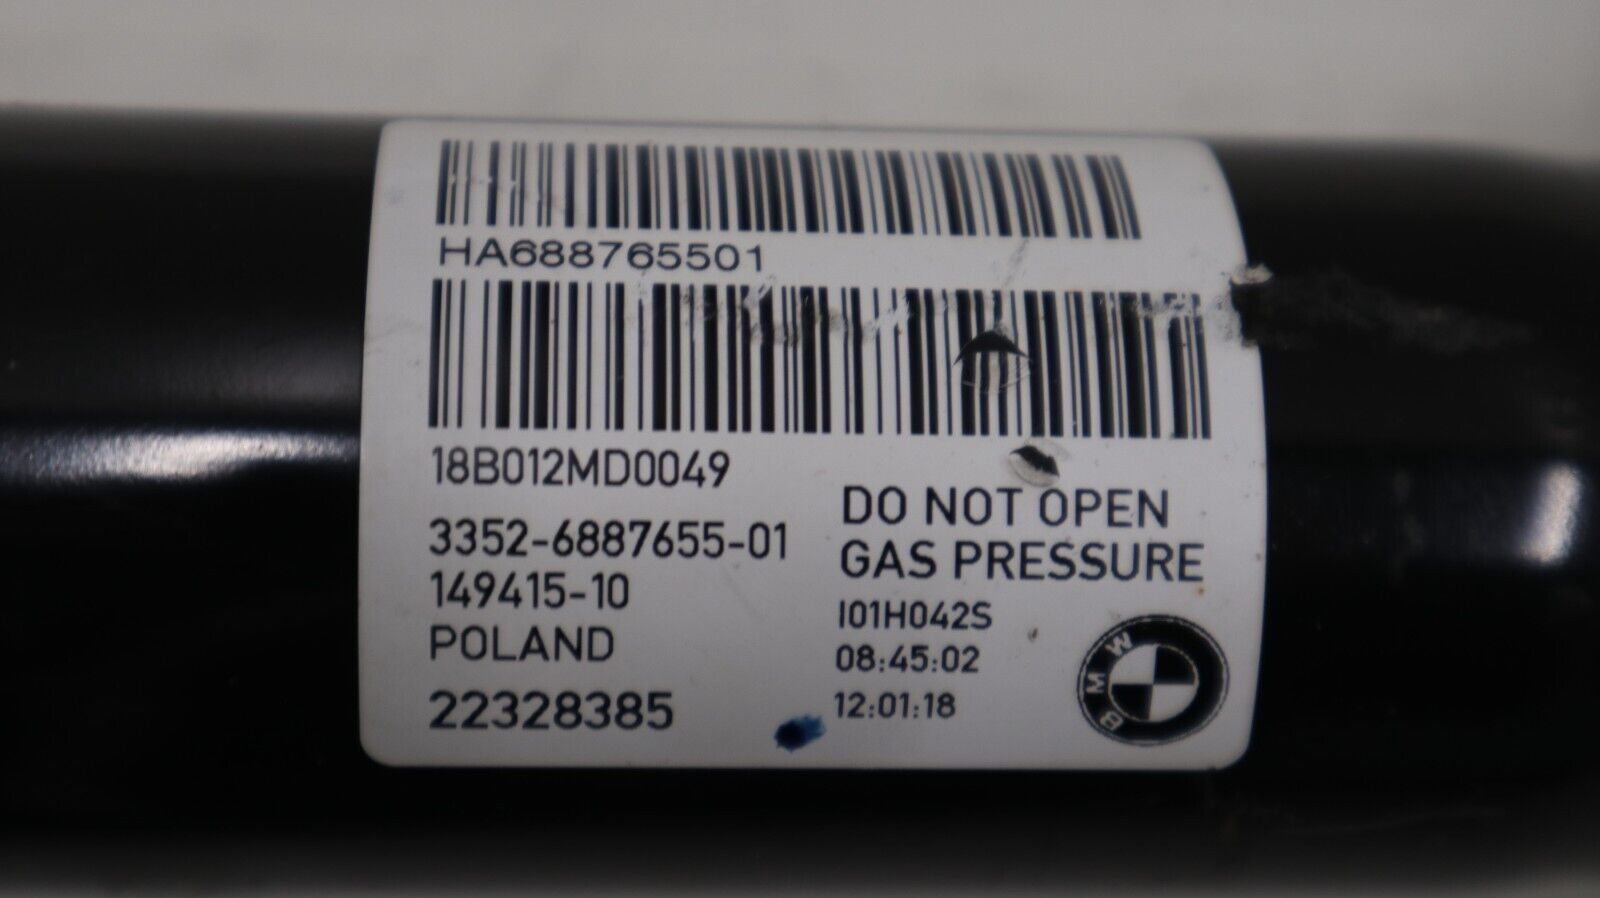 HA688765501
18B012MD0049
3352-6887655-01
149415-10
POLAND
22328385
DO NOT OPEN
GAS PRESSURE
I01H042S
08:45:02
12:01:18
BMW